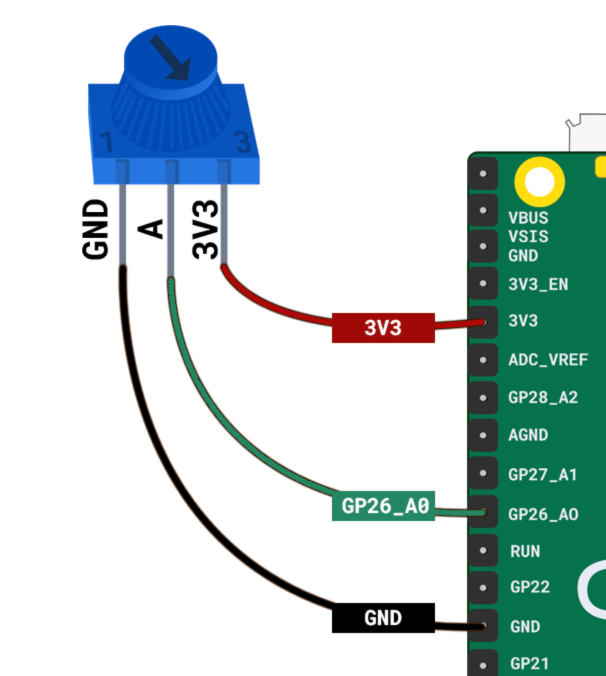 1 3
GND A 3V3
VBUS
VSIS
GND
3V3_EN
3V3
3V3
ADC_VREF
GP28_A2
AGND
GP27_A1
GP26_A0
GP26_AO
RUN
GP22
GND
GND
GP21